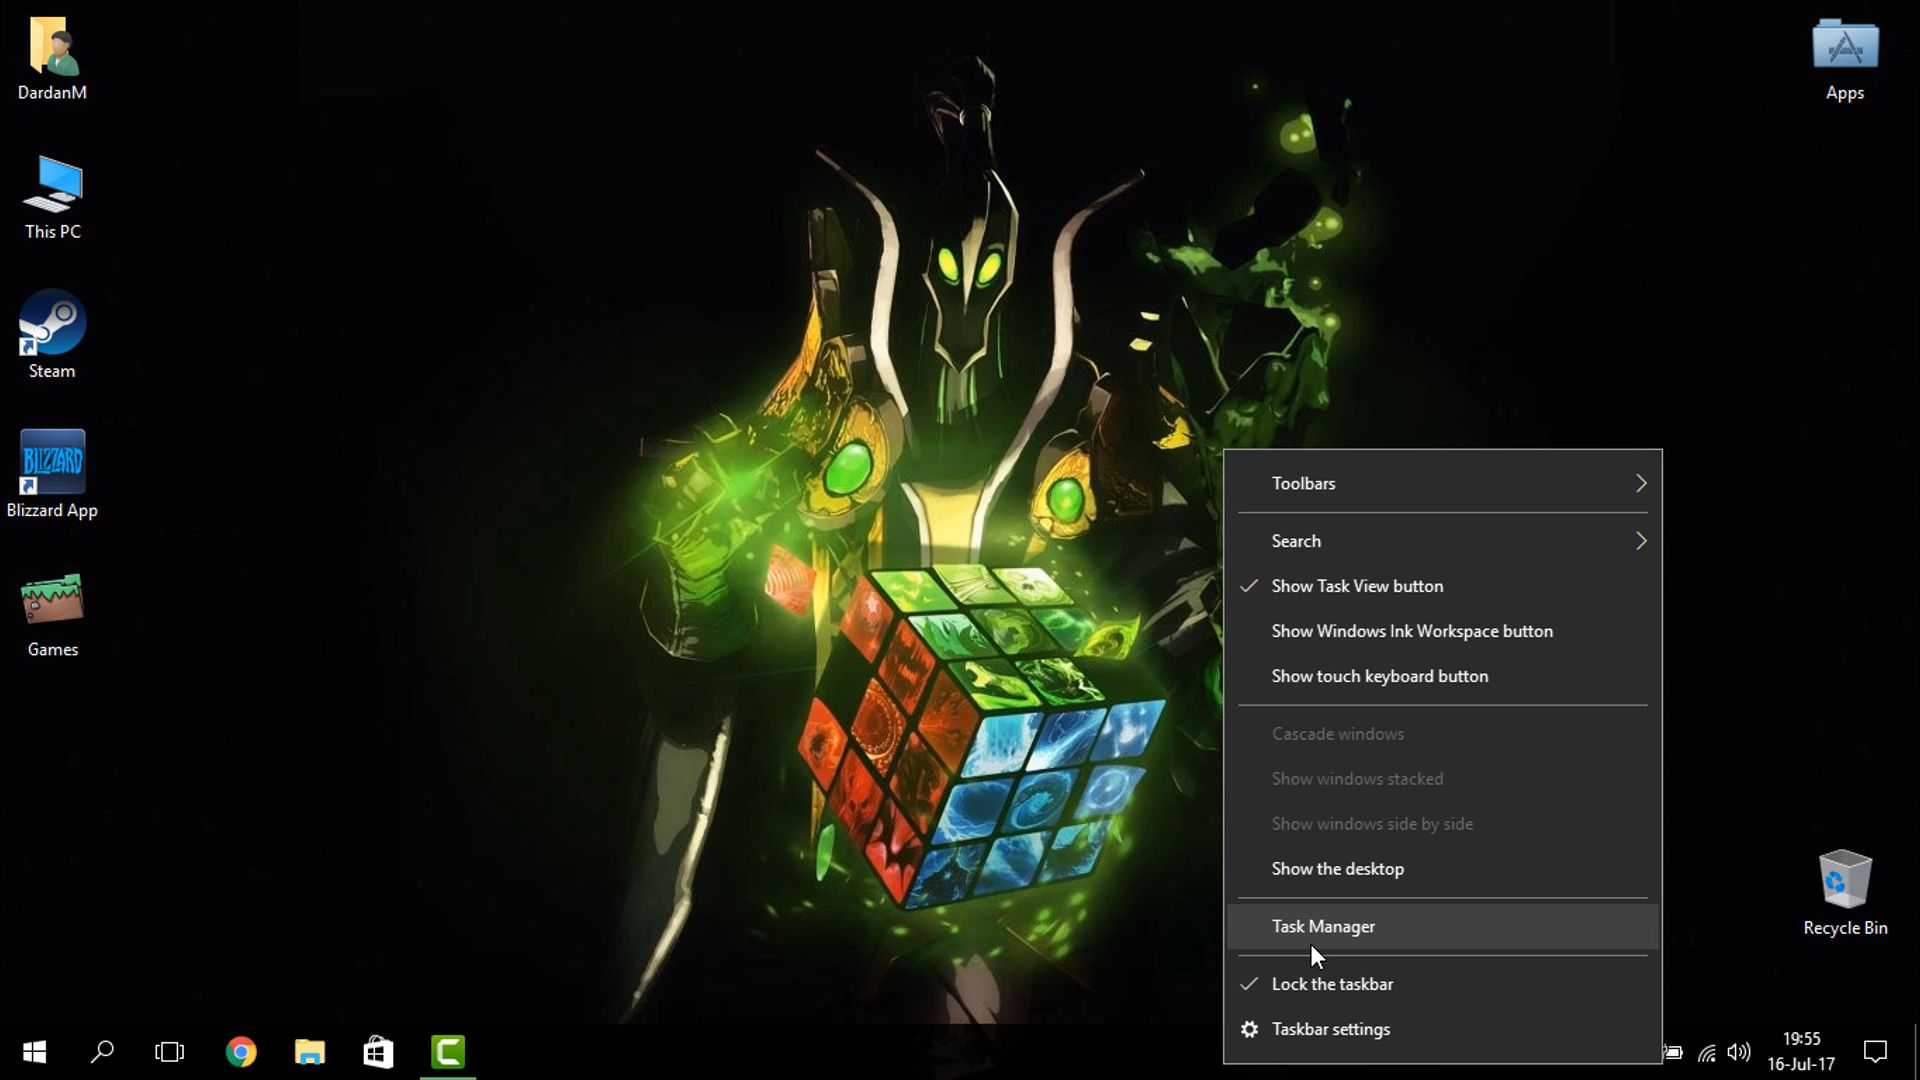 DardanM
This PC
Steam
BLIZZARD
Blizzard App
Games
Apps
Recycle Bin
Toolbars
Search
Show Task View button
Show Windows Ink Workspace button
Show touch keyboard button
Cascade windows
Show windows stacked
Show windows side by side
Show the desktop
Task Manager
Lock the taskbar
Taskbar settings
19:55
16-Jul-17